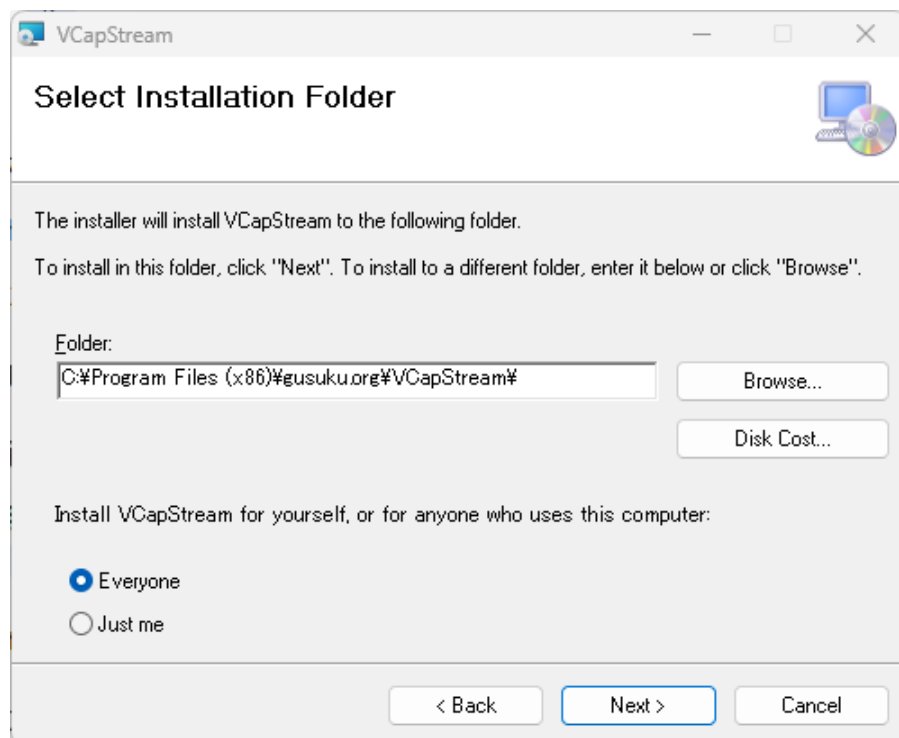 VCapStream
Select Installation Folder
The installer will install VCapStream to the following folder.
To install in this folder, click "Next". To install to a different folder, enter it below or click "Browse".
Folder:
C:¥Program Files (x86)¥gusuku.org¥VCapStream¥
Browse...
Disk Cost...
Install VCapStream for yourself, or for anyone who uses this computer:
Everyone
Just me
< Back
Next >
Cancel